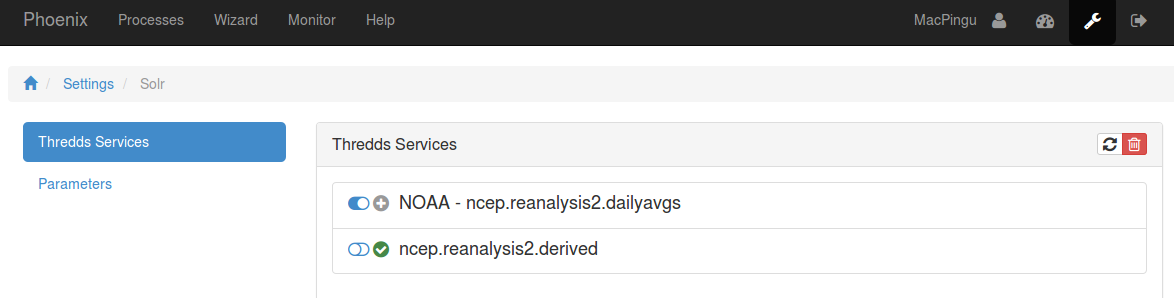 Phoenix Processes Wizard Monitor Help MacPingu
/ Settings / Solr
Thredds Services
Parameters
Thredds Services
NOAA - ncep.reanalysis2.dailyavgs
ncep.reanalysis2.derived